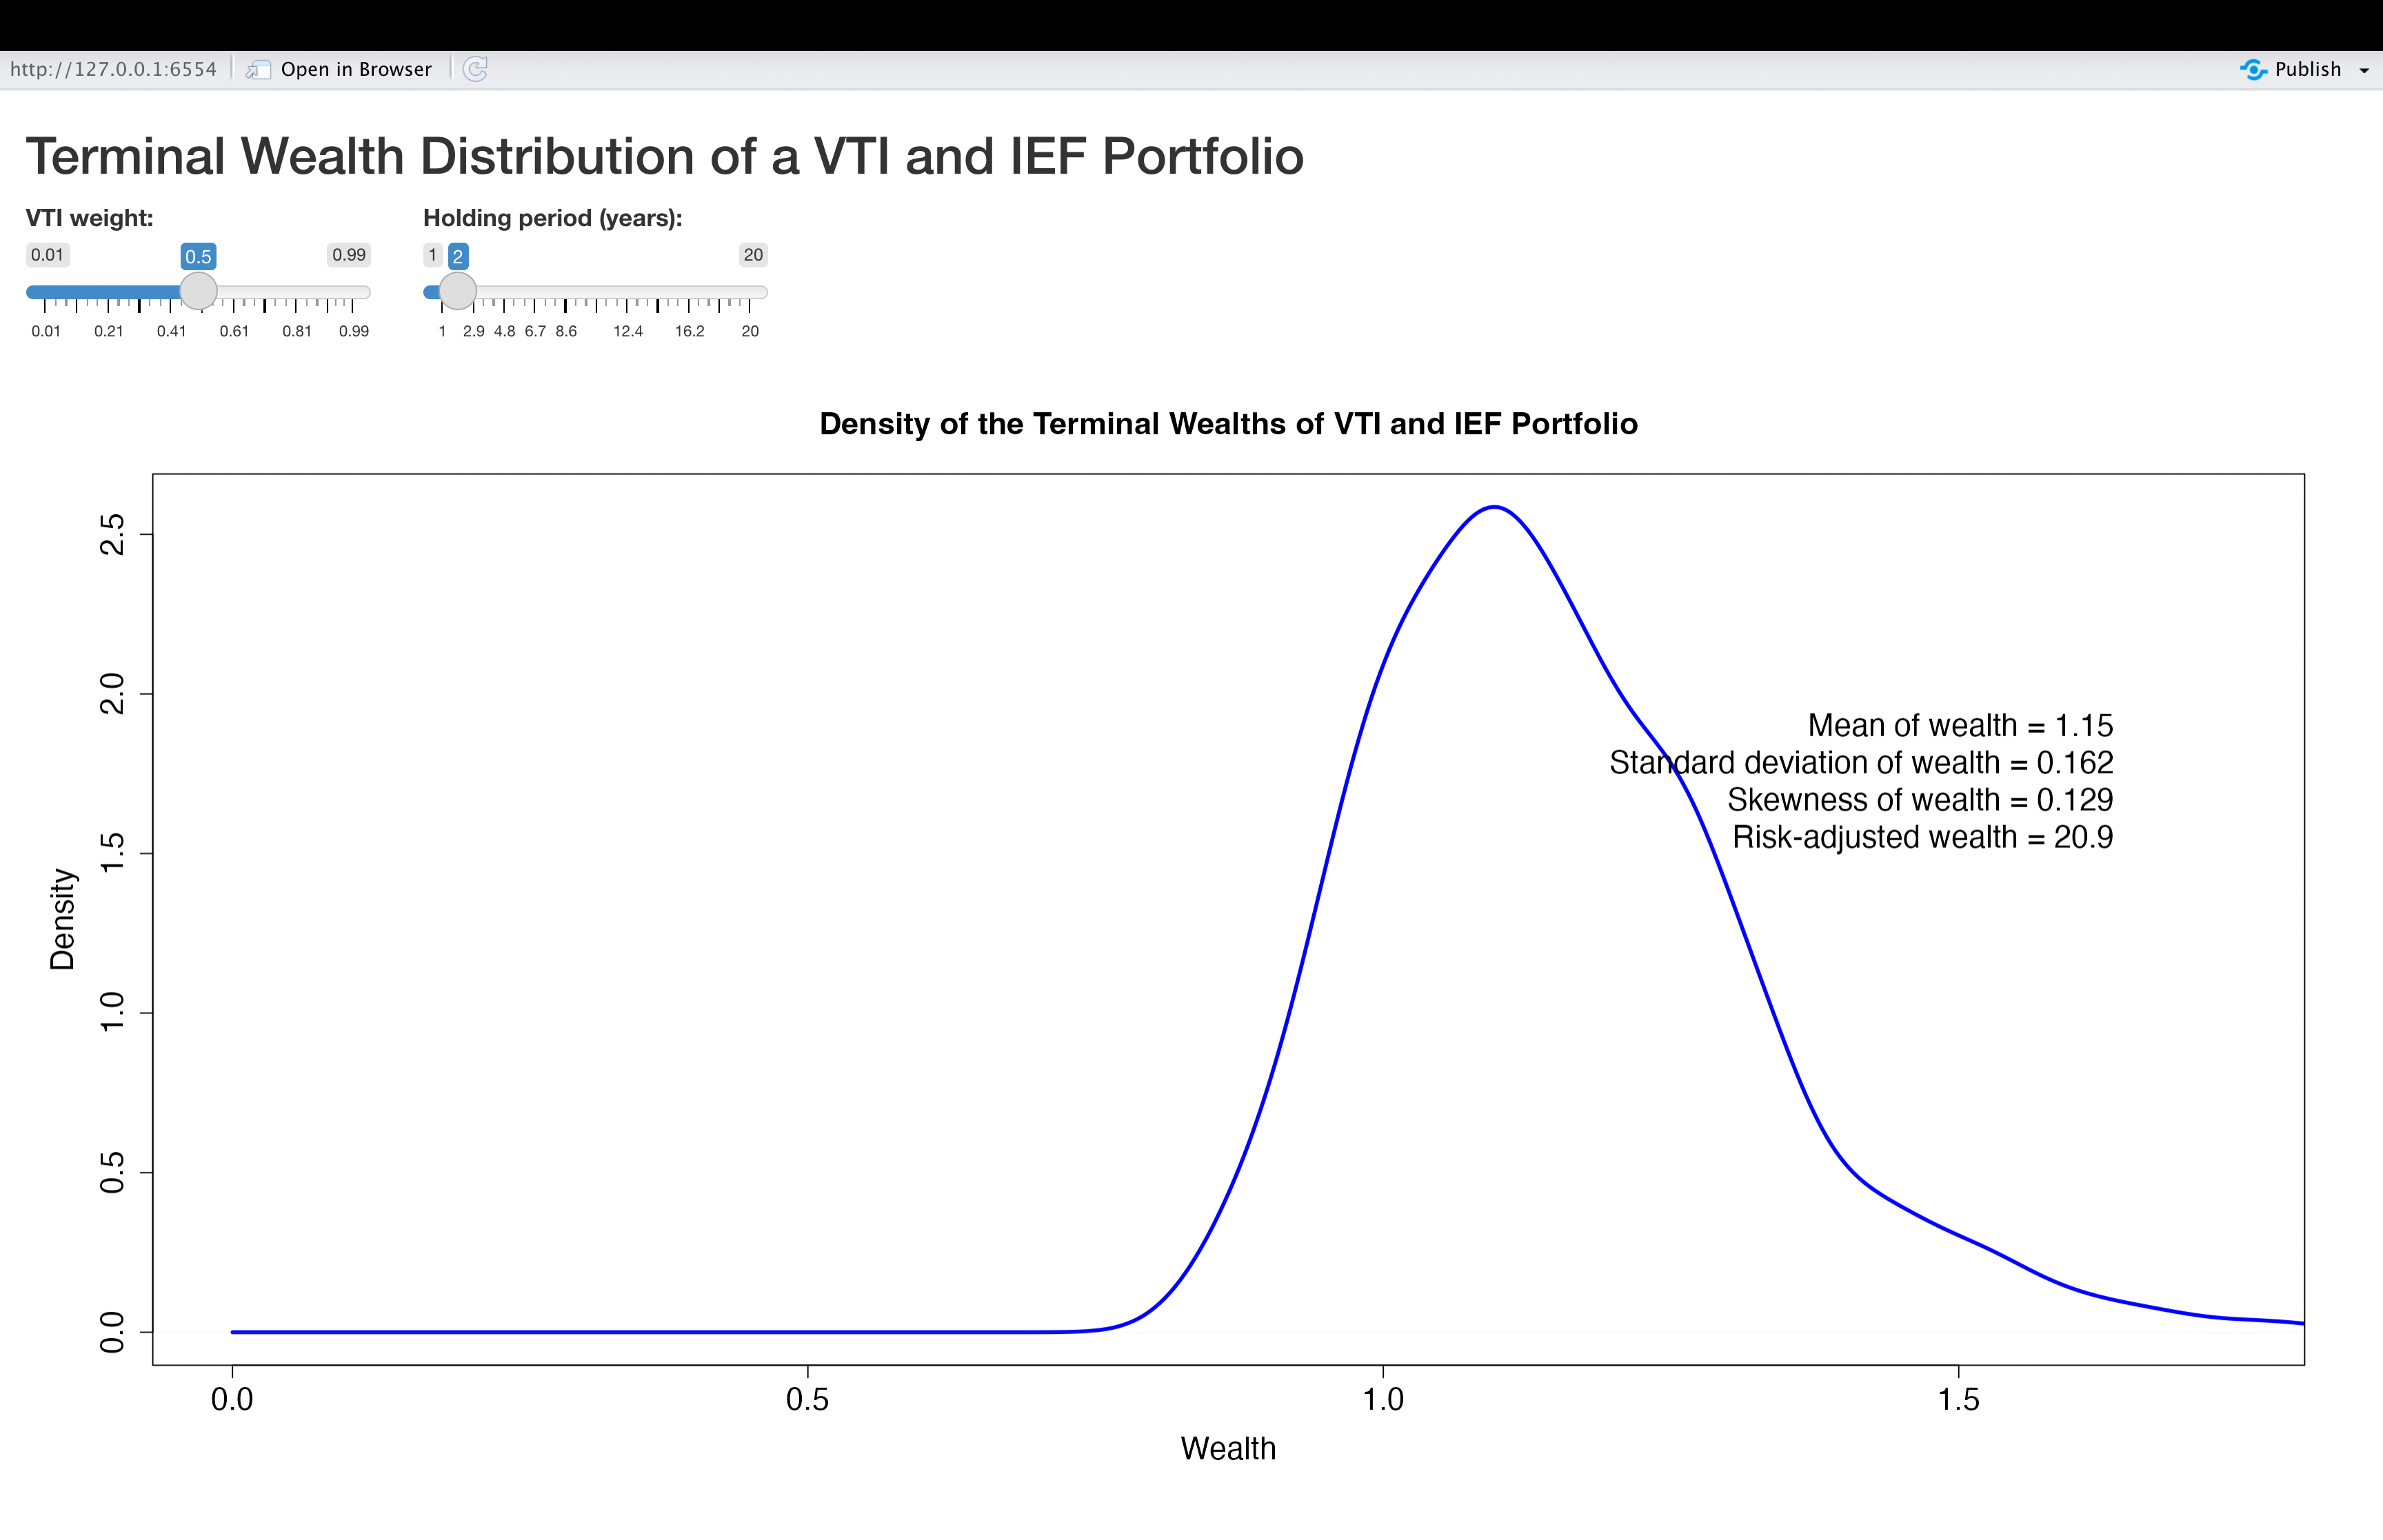 http://127.0.0.1:6554 Open in Browser Publish
Terminal Wealth Distribution of a VTI and IEF Portfolio
VTI weight: Holding period (years):
0.01 0.5 0.99 1 2 20
0.01 0.21 0.41 0.61 0.81 0.99 1 2.9 4.8 6.7 8.6 12.4 16.2 20
Density of the Terminal Wealths of VTI and IEF Portfolio
2.5
2.0
Mean of wealth = 1.15
Standard deviation of wealth = 0.162
Skewness of wealth = 0.129
Risk-adjusted wealth = 20.9
1.5
Density
1.0
0.5
0.0
0.0 0.5 1.0 1.5
Wealth